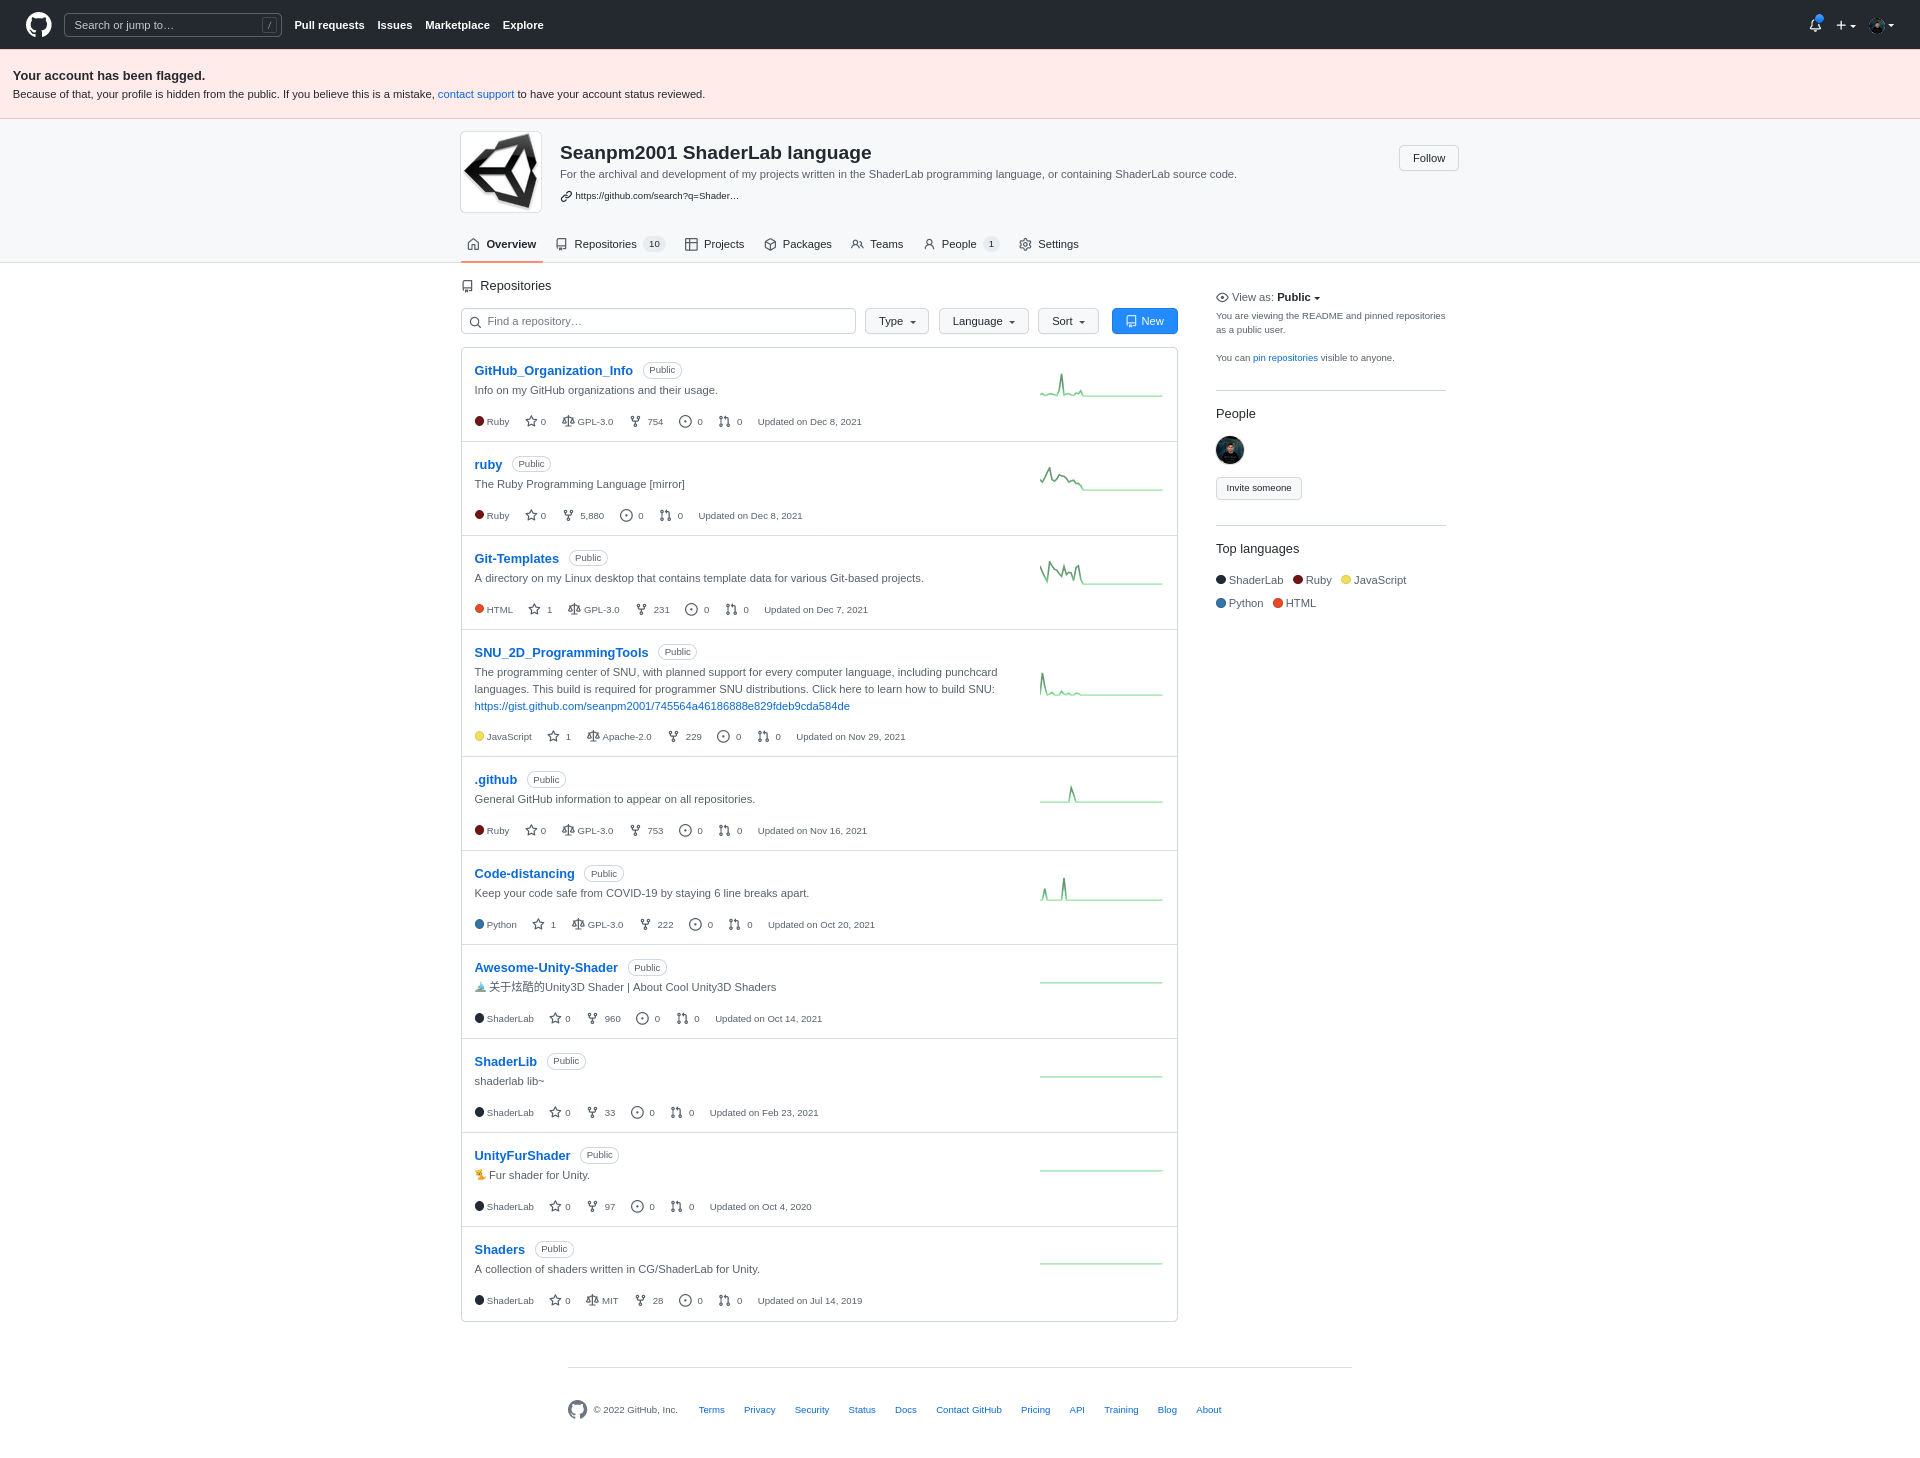 Search or jump to… /
Pull requests Issues Marketplace Explore
Your account has been flagged.
Because of that, your profile is hidden from the public. If you believe this is a mistake, contact support to have your account status reviewed.
Seanpm2001 ShaderLab language
Follow
For the archival and development of my projects written in the ShaderLab programming language, or containing ShaderLab source code.
https://github.com/search?q=Shader…
Overview Repositories 10 Projects Packages Teams People 1 Settings
Repositories
Find a repository… Type Language Sort New
GitHub_Organization_Info Public
Info on my GitHub organizations and their usage.
Ruby 0 GPL-3.0 754 0 0 Updated on Dec 8, 2021
ruby Public
The Ruby Programming Language [mirror]
Ruby 0 5,880 0 0 Updated on Dec 8, 2021
Git-Templates Public
A directory on my Linux desktop that contains template data for various Git-based projects.
HTML 1 GPL-3.0 231 0 0 Updated on Dec 7, 2021
SNU_2D_ProgrammingTools Public
The programming center of SNU, with planned support for every computer language, including punchcard
languages. This build is required for programmer SNU distributions. Click here to learn how to build SNU:
https://gist.github.com/seanpm2001/745564a46186888e829fdeb9cda584de
JavaScript 1 Apache-2.0 229 0 0 Updated on Nov 29, 2021
.github Public
General GitHub information to appear on all repositories.
Ruby 0 GPL-3.0 753 0 0 Updated on Nov 16, 2021
Code-distancing Public
Keep your code safe from COVID-19 by staying 6 line breaks apart.
Python 1 GPL-3.0 222 0 0 Updated on Oct 20, 2021
Awesome-Unity-Shader Public
关于炫酷的Unity3D Shader | About Cool Unity3D Shaders
ShaderLab 0 960 0 0 Updated on Oct 14, 2021
ShaderLib Public
shaderlab lib~
ShaderLab 0 33 0 0 Updated on Feb 23, 2021
UnityFurShader Public
Fur shader for Unity.
ShaderLab 0 97 0 0 Updated on Oct 4, 2020
Shaders Public
A collection of shaders written in CG/ShaderLab for Unity.
ShaderLab 0 MIT 28 0 0 Updated on Jul 14, 2019
View as: Public
You are viewing the README and pinned repositories
as a public user.
You can pin repositories visible to anyone.
People
Invite someone
Top languages
ShaderLab Ruby JavaScript
Python HTML
© 2022 GitHub, Inc. Terms Privacy Security Status Docs Contact GitHub Pricing API Training Blog About